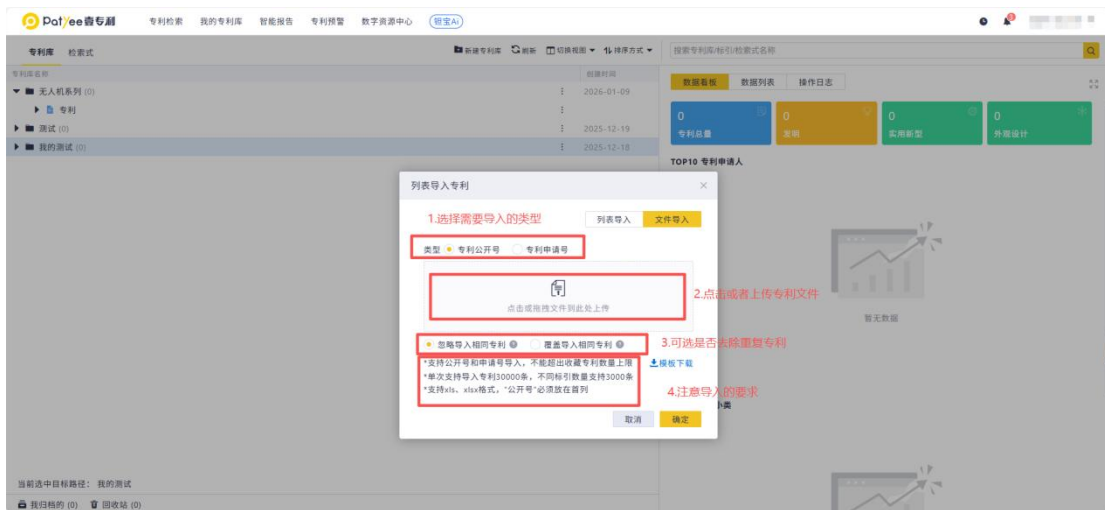 Patyee壹专利 专利检索 我的专利库 智能报告 专利预警 数字资源中心 钽宝Ai
专利库 检索式 新建专利库 刷新 切换视图 排序方式 搜索专利库/标引/检索式名称
专利库名称 创建时间
数据看板 数据列表 操作日志
无人机系列 (0) 2026-01-09
专利
测试 (0) 2025-12-19
我的测试 (0) 2025-12-18
0 0 0 0
专利总量 发明 实用新型 外观设计
TOP10 专利申请人
列表导入专利
1.选择需要导入的类型 列表导入 文件导入
类型 专利公开号 专利申请号
点击或拖拽文件到此处上传
2.点击或者上传专利文件
暂无数据
忽略导入相同专利 覆盖导入相同专利 3.可选是否去除重复专利
*支持公开号和申请号导入，不能超出收藏专利数量上限 模板下载
*单次支持导入专利30000条，不同标引数量支持3000条
*支持xls、xlsx格式，“公开号”必须放在首列 4.注意导入的要求
小类
取消 确定
当前选中目标路径： 我的测试
我归档的 (0) 回收站 (0)